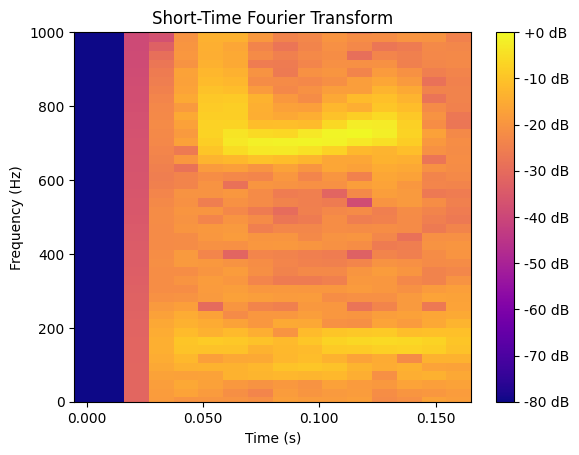 Short-Time Fourier Transform
Frequency (Hz)
1000
800
600
400
200
0
0.000
0.050
0.100
0.150
Time (s)
+0 dB
-10 dB
-20 dB
-30 dB
-40 dB
-50 dB
-60 dB
-70 dB
-80 dB